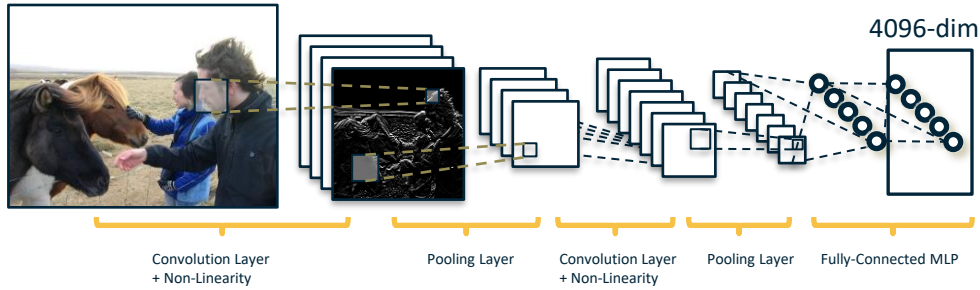 4096-dim
Convolution Layer
+ Non-Linearity
Pooling Layer
Convolution Layer
+ Non-Linearity
Pooling Layer
Fully-Connected MLP